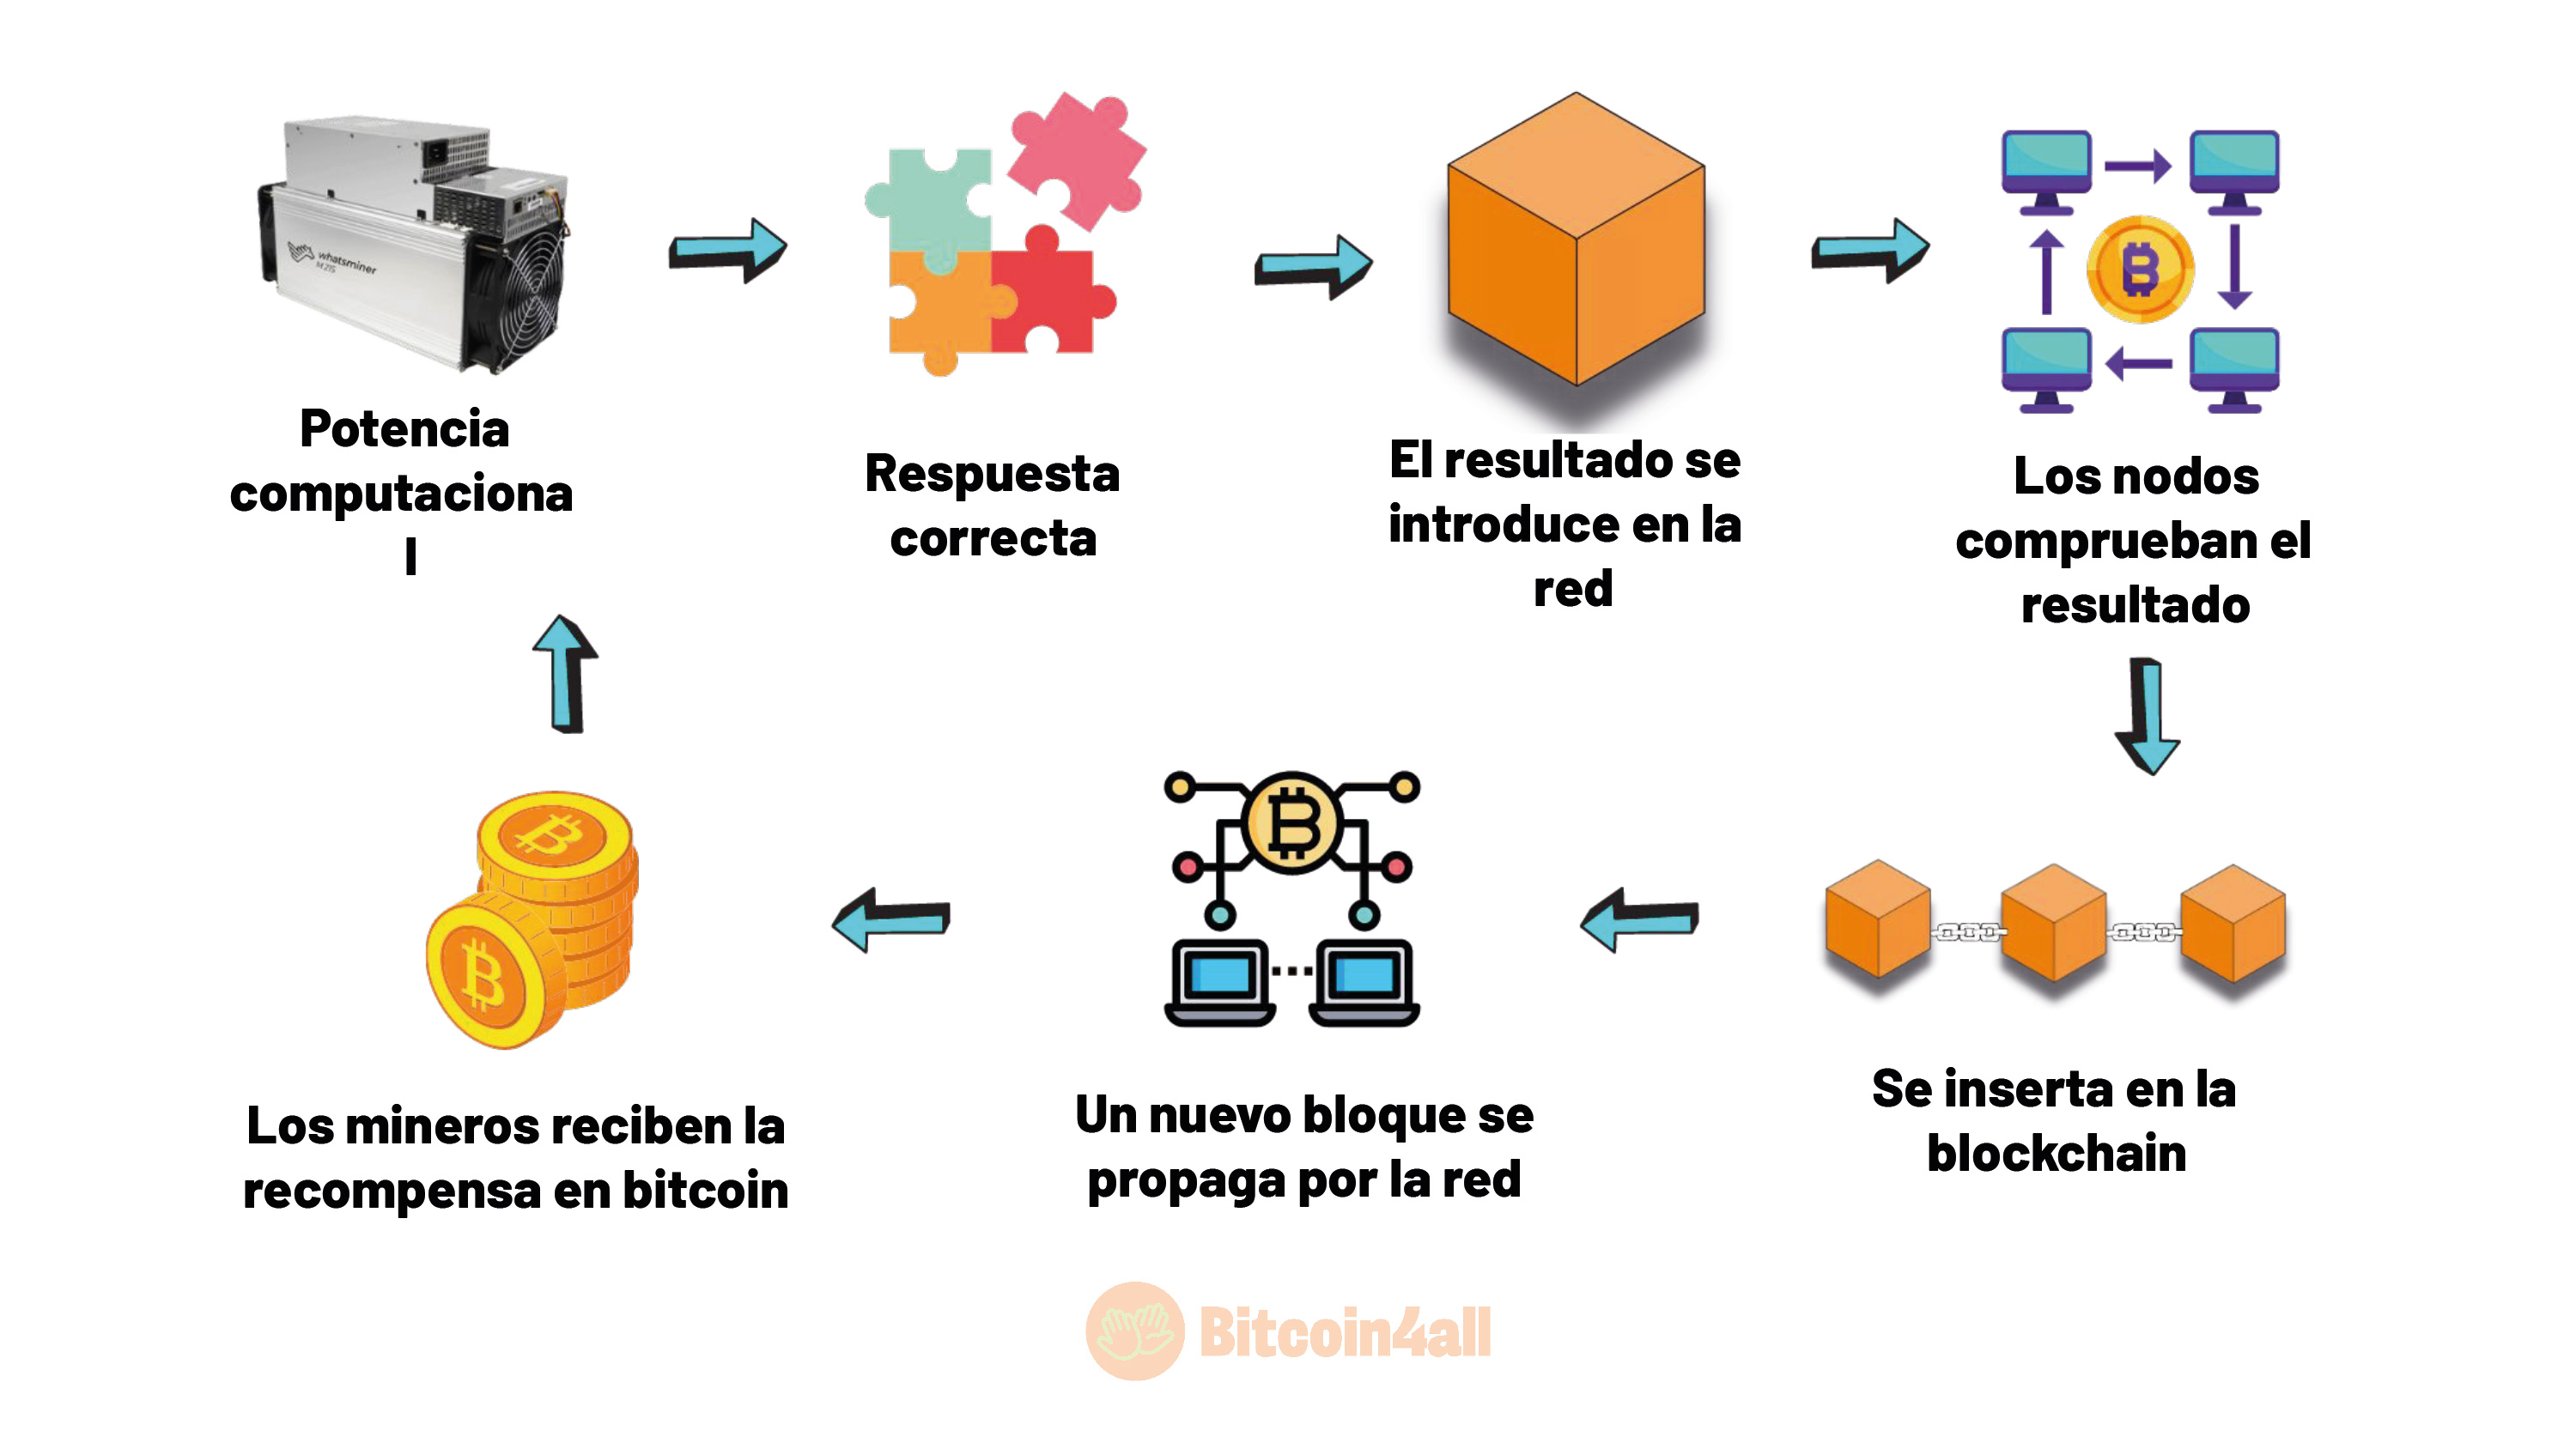 whatsminer
M21S
Potencia
computaciona
l
Respuesta
correcta
El resultado se
introduce en la
red
Los nodos
comprueban el
resultado
Los mineros reciben la
recompensa en bitcoin
Un nuevo bloque se
propaga por la red
Se inserta en la
blockchain
Bitcoin4all